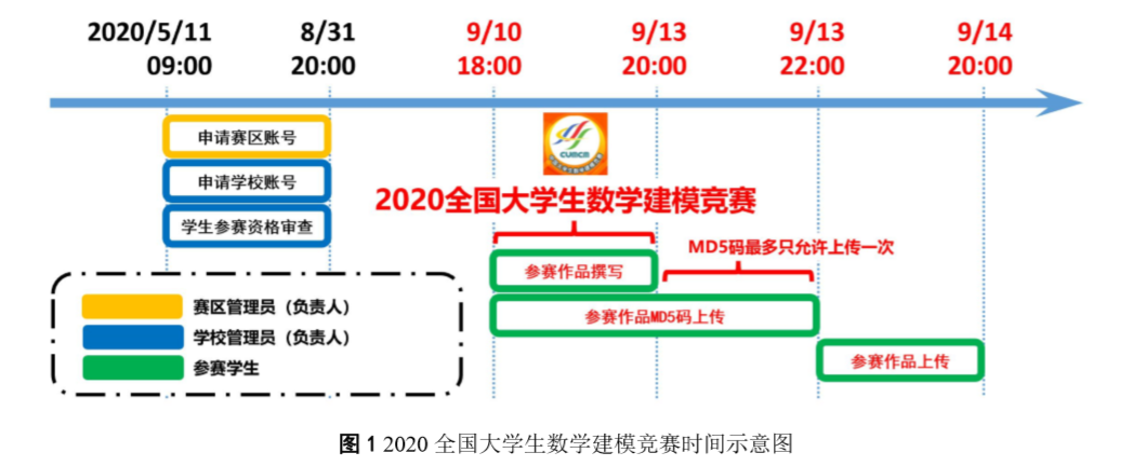 2020/5/11 8/31 9/10 9/13 9/13 9/14
09:00 20:00 18:00 20:00 22:00 20:00
申请赛区账号
CUMCM
申请学校账号
2020全国大学生数学建模竞赛
学生参赛资格审查
MD5码最多只允许上传一次
参赛作品撰写
赛区管理员（负责人）
参赛作品MD5码上传
学校管理员（负责人）
参赛学生
参赛作品上传
图 1 2020 全国大学生数学建模竞赛时间示意图